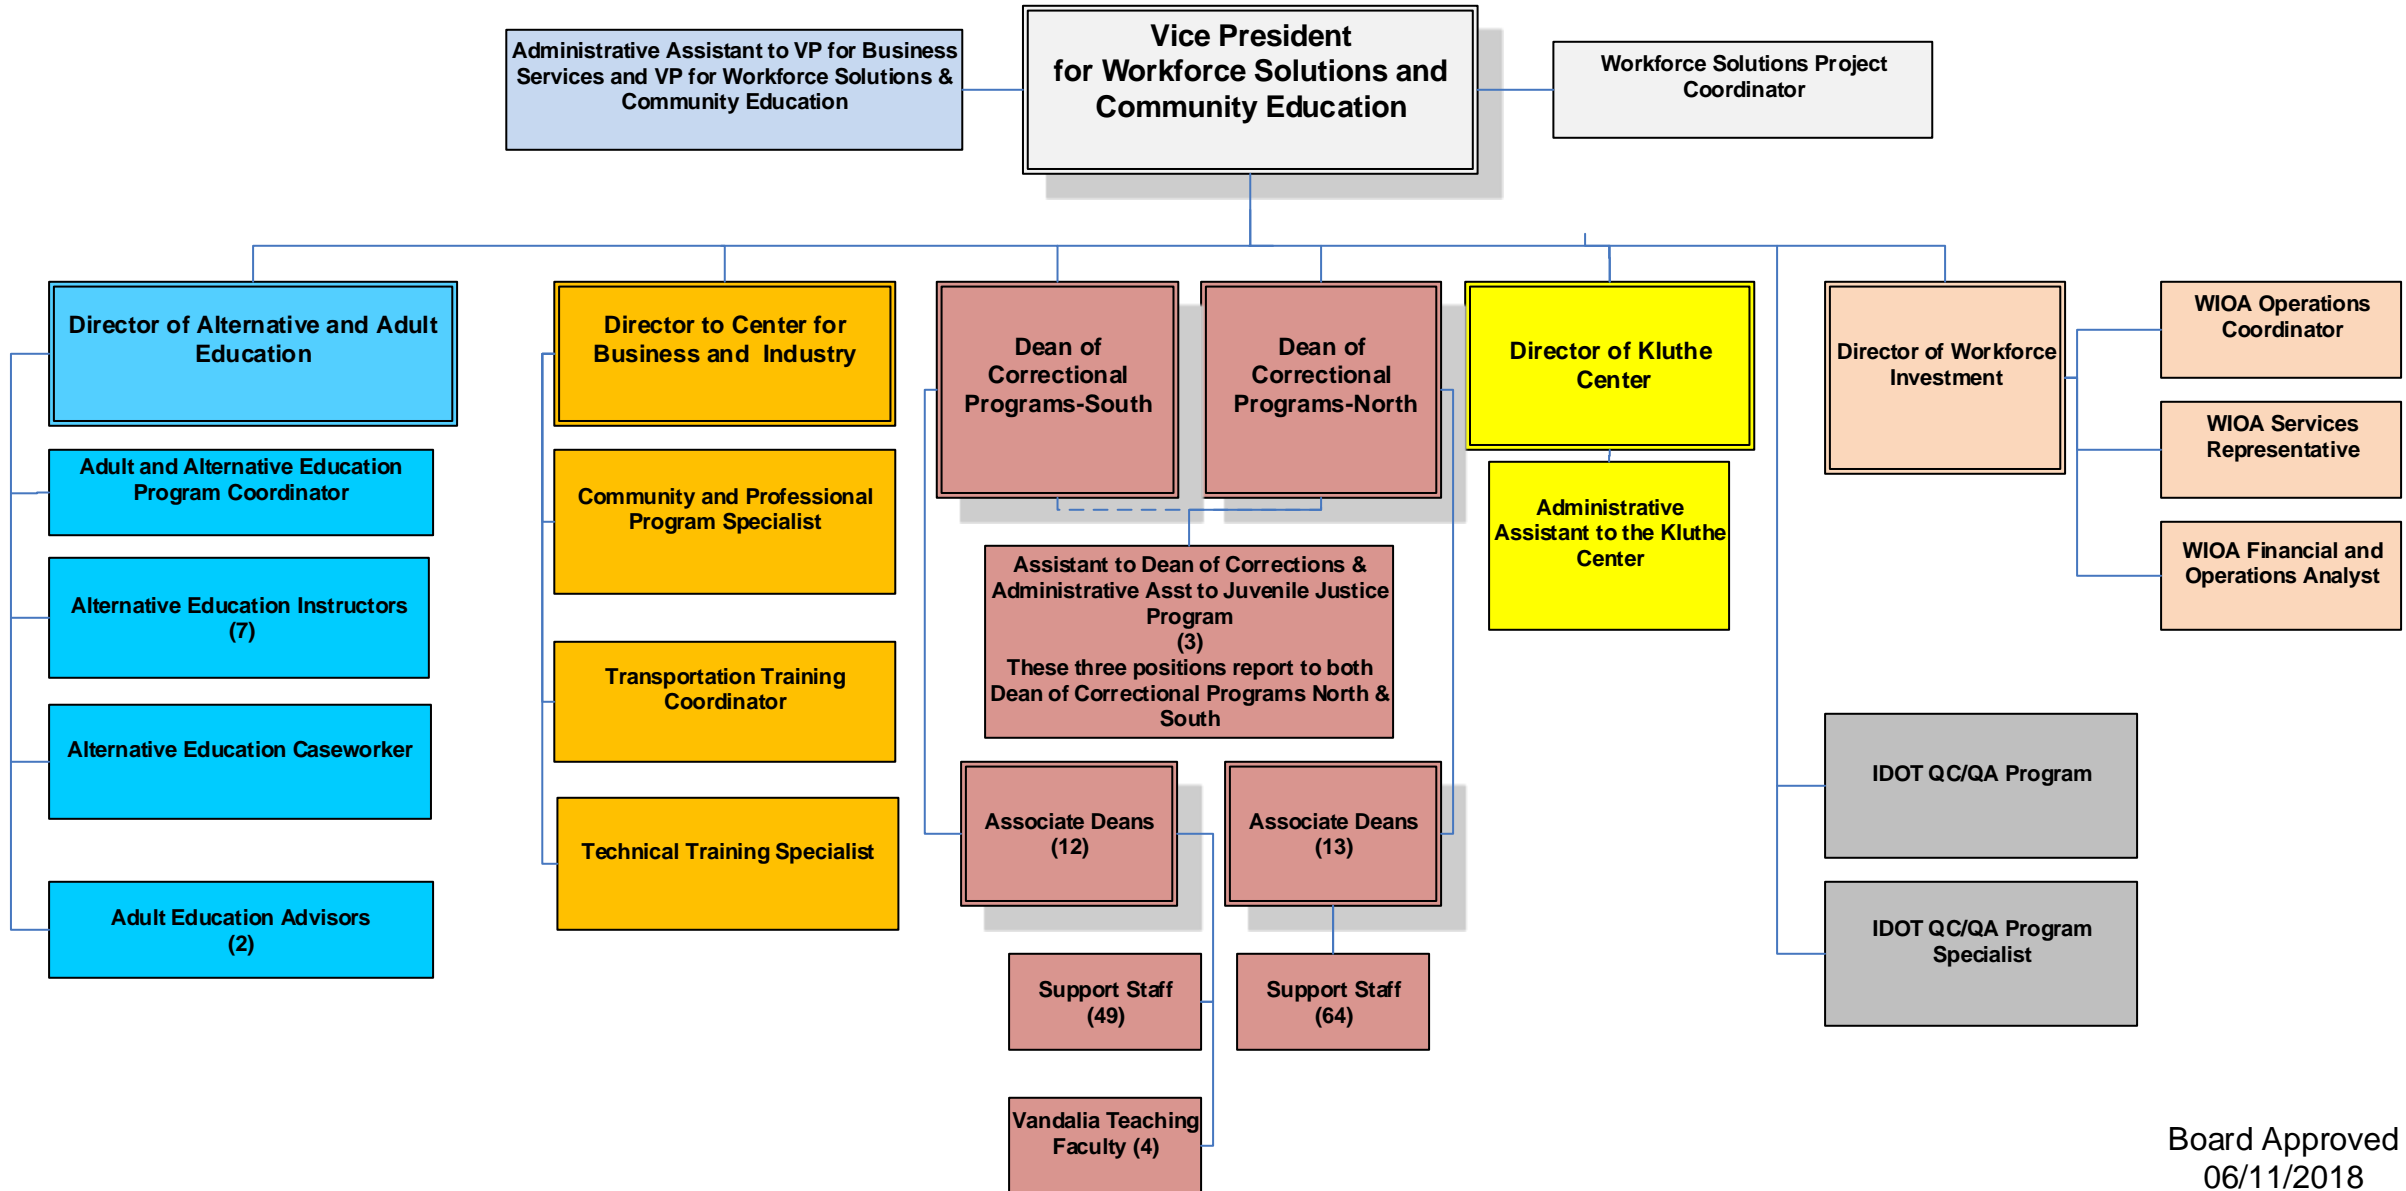 Administrative Assistant to VP for Business
Services and VP for Workforce Solutions &
Community Education
Vice President
for Workforce Solutions and
Community Education
Workforce Solutions Project
Coordinator
Director of Alternative and Adult
Education
Adult and Alternative Education
Program Coordinator
Alternative Education Instructors
(7)
Alternative Education Caseworker
Adult Education Advisors
(2)
Director to Center for
Business and Industry
Community and Professional
Program Specialist
Transportation Training
Coordinator
Technical Training Specialist
Dean of
Correctional
Programs-South
Dean of
Correctional
Programs-North
Assistant to Dean of Corrections &
Administrative Asst to Juvenile Justice
Program
(3)
These three positions report to both
Dean of Correctional Programs North &
South
Associate Deans
(12)
Associate Deans
(13)
Support Staff
(49)
Support Staff
(64)
Vandalia Teaching
Faculty (4)
Director of Kluthe
Center
Administrative
Assistant to the Kluthe
Center
Director of Workforce
Investment
WIOA Operations
Coordinator
WIOA Services
Representative
WIOA Financial and
Operations Analyst
IDOT QC/QA Program
IDOT QC/QA Program
Specialist
Board Approved
06/11/2018